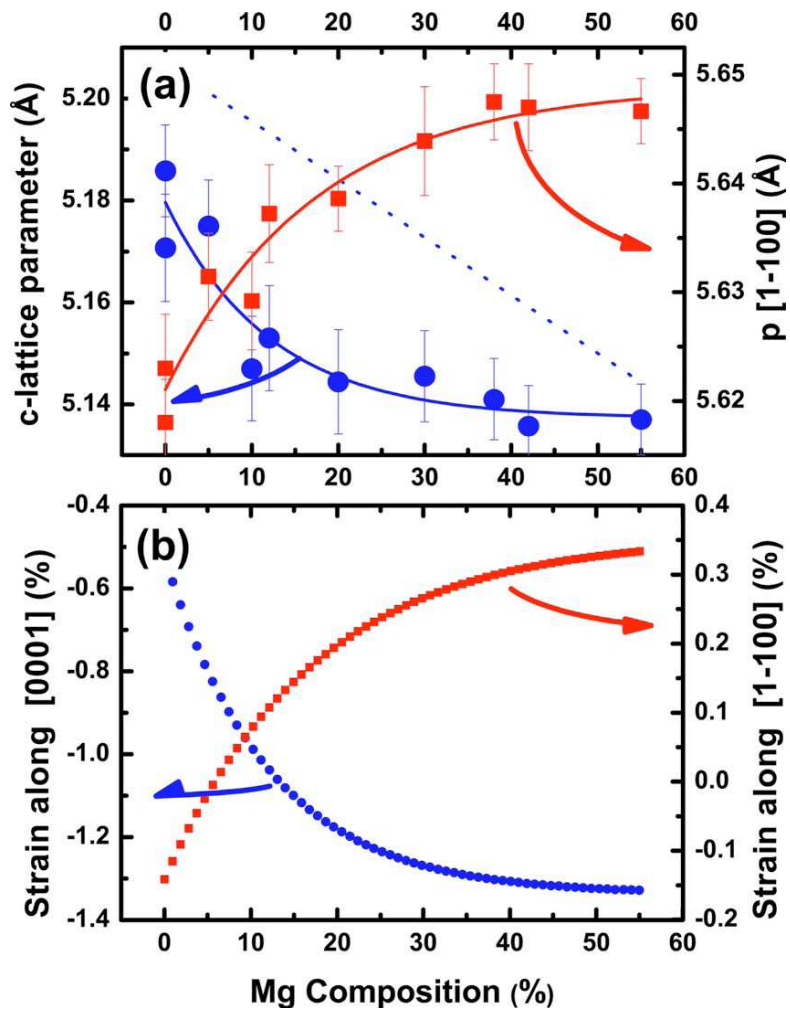 0 10 20 30 40 50 60
(a)
c-lattice parameter (Å)
5.20
5.18
5.16
5.14
5.65
5.64
5.63
5.62
p [1-100] (Å)
0 10 20 30 40 50 60
(b)
Strain along [0001] (%)
-0.4
-0.6
-0.8
-1.0
-1.2
-1.4
0.4
0.3
0.2
0.1
0.0
-0.1
-0.2
Strain along [1-100] (%)
0 10 20 30 40 50 60
Mg Composition (%)